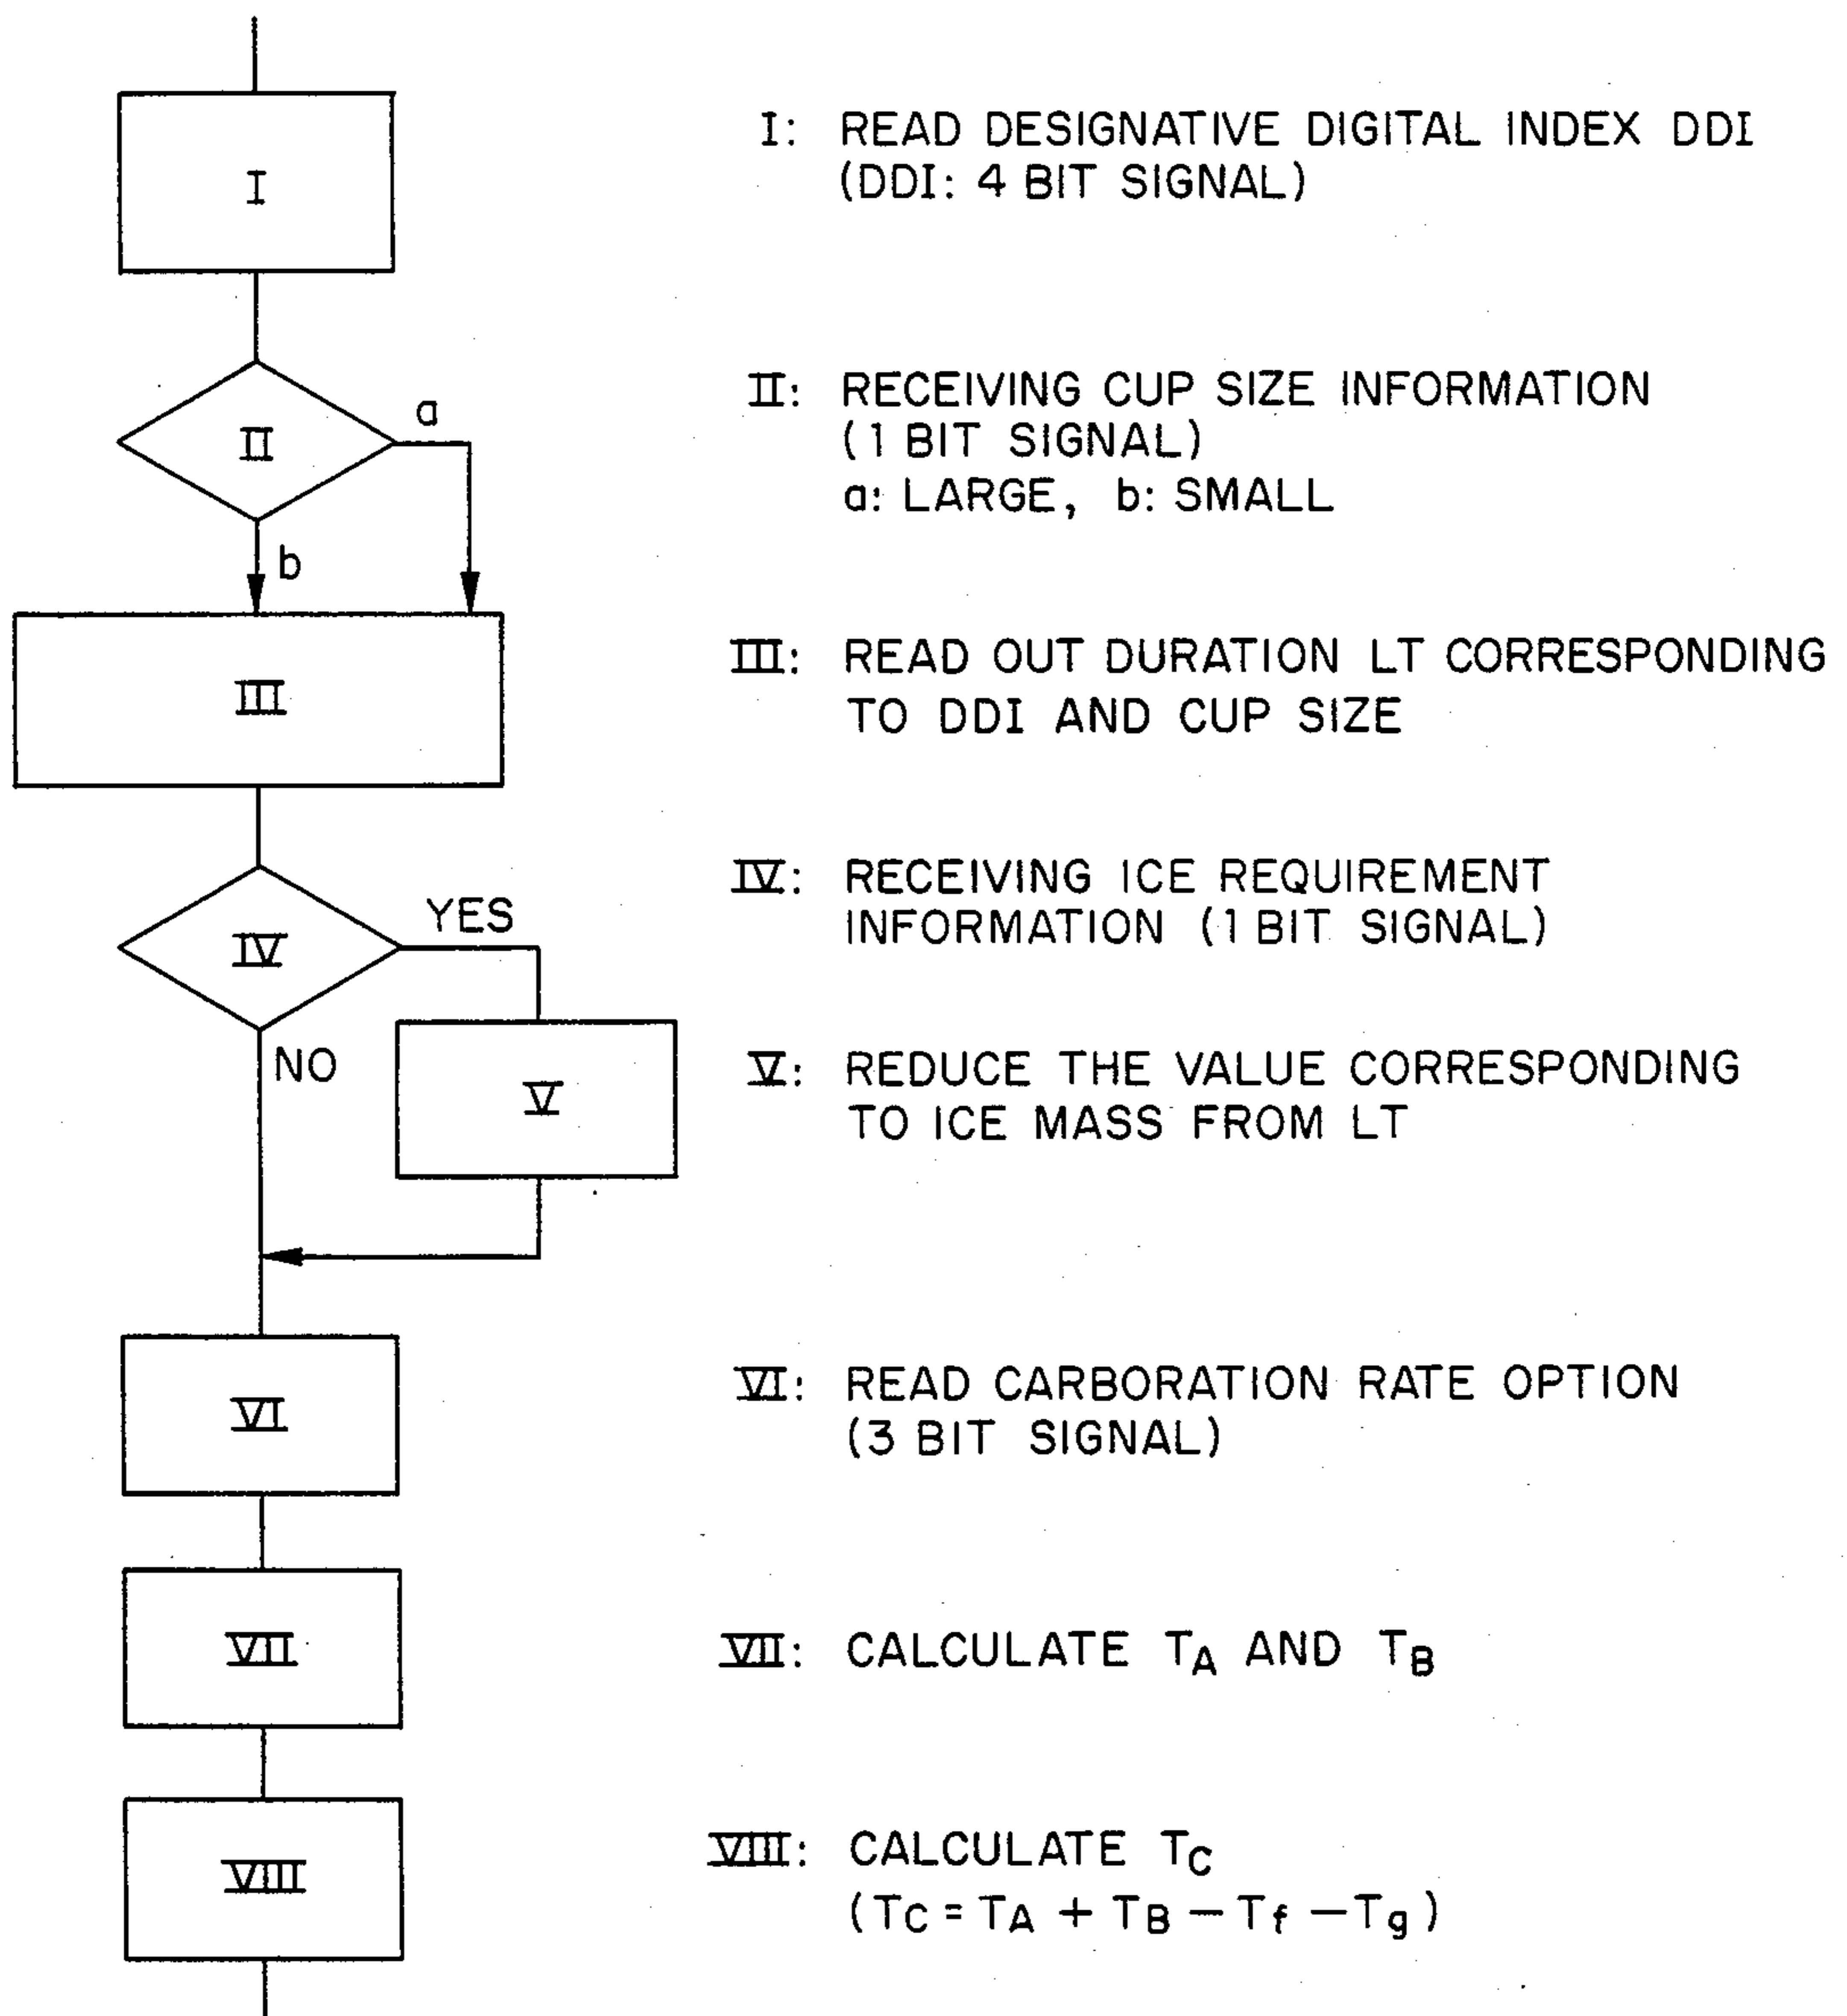 I
I: READ DESIGNATIVE DIGITAL INDEX DDI
(DDI: 4 BIT SIGNAL)
II
a
b
II: RECEIVING CUP SIZE INFORMATION
(1 BIT SIGNAL)
a: LARGE, b: SMALL
III
III: READ OUT DURATION LT CORRESPONDING
TO DDI AND CUP SIZE
IV
YES
NO
IV: RECEIVING ICE REQUIREMENT
INFORMATION (1 BIT SIGNAL)
V
V: REDUCE THE VALUE CORRESPONDING
TO ICE MASS FROM LT
VI
VI: READ CARBORATION RATE OPTION
(3 BIT SIGNAL)
VII
VII: CALCULATE TA AND TB
VIII
VIII: CALCULATE TC
(TC = TA + TB − Tf − Tg)